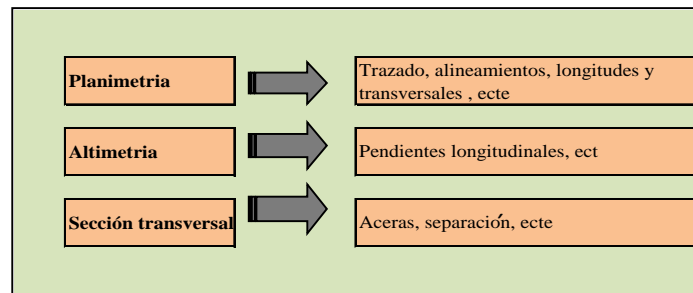 Planimetria
Trazado, alineamientos, longitudes y
transversales , ecte
Altimetria
Pendientes longitudinales, ect
Sección transversal
Aceras, separación, ecte